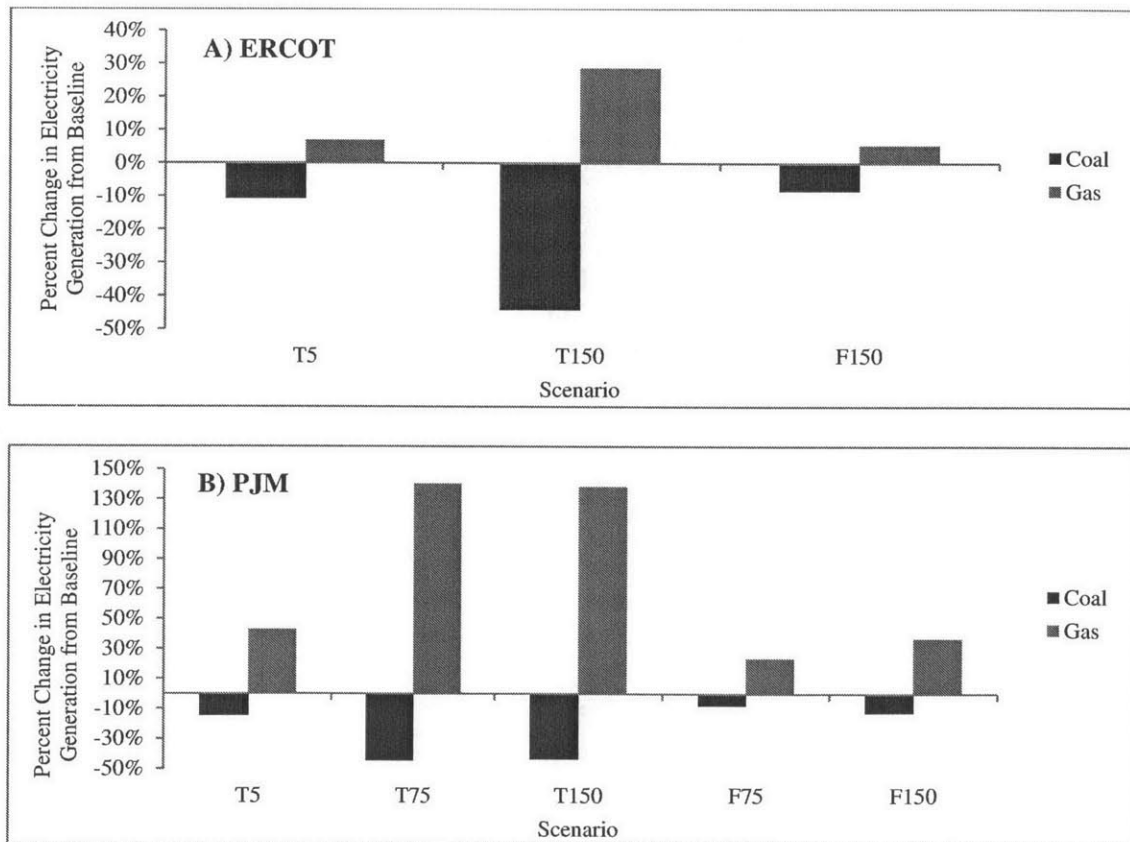 A) ERCOT
Percent Change in Electricity
Generation from Baseline
40%
30%
20%
10%
0%
-10%
-20%
-30%
-40%
-50%
T5 T150 F150
Scenario
Coal
Gas
B) PJM
Percent Change in Electricity
Generation from Baseline
150%
130%
110%
90%
70%
50%
30%
10%
-10%
-30%
-50%
T5 T75 T150 F75 F150
Scenario
Coal
Gas